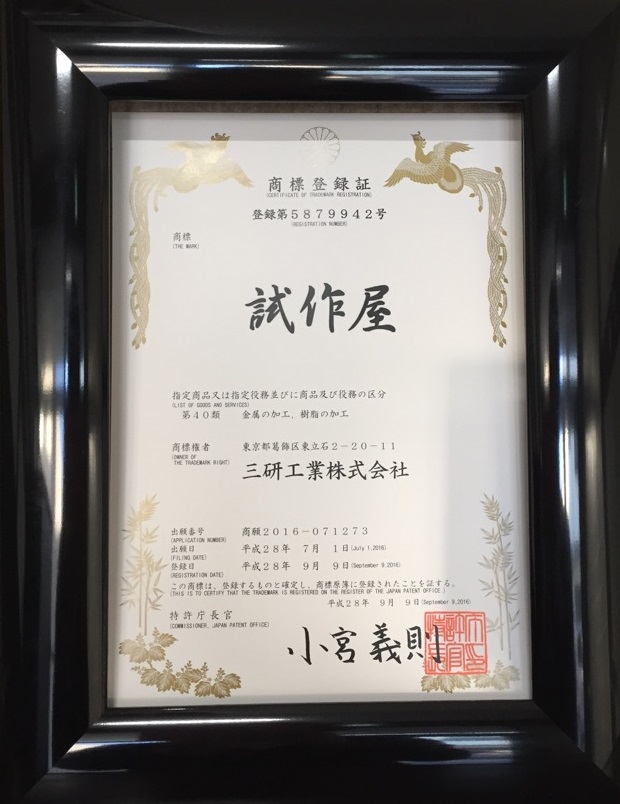 商標登録証
(CERTIFICATE OF TRADEMARK REGISTRATION)
登録第5879942号
(REGISTRATION NUMBER)
商標
(THE MARK)
試作屋
指定商品又は指定役務並びに商品及び役務の区分
(LIST OF GOODS AND SERVICES)
第40類 金属の加工,樹脂の加工
商標権者 東京都葛飾区東立石2-20-11
(OWNER OF THE TRADEMARK RIGHT)
三研工業株式会社
出願番号 商願2016-071273
(APPLICATION NUMBER)
出願日 平成28年 7月 1日(July 1,2016)
(FILING DATE)
登録日 平成28年 9月 9日(September 9,2016)
(REGISTRATION DATE)
この商標は、登録するものと確定し、商標原簿に登録されたことを証する。
(THIS IS TO CERTIFY THAT THE TRADEMARK IS REGISTERED ON THE REGISTER OF THE JAPAN PATENT OFFICE.)
平成28年 9月 9日(September 9,2016)
特許庁長官
(COMMISSIONER, JAPAN PATENT OFFICE)
小宮義則